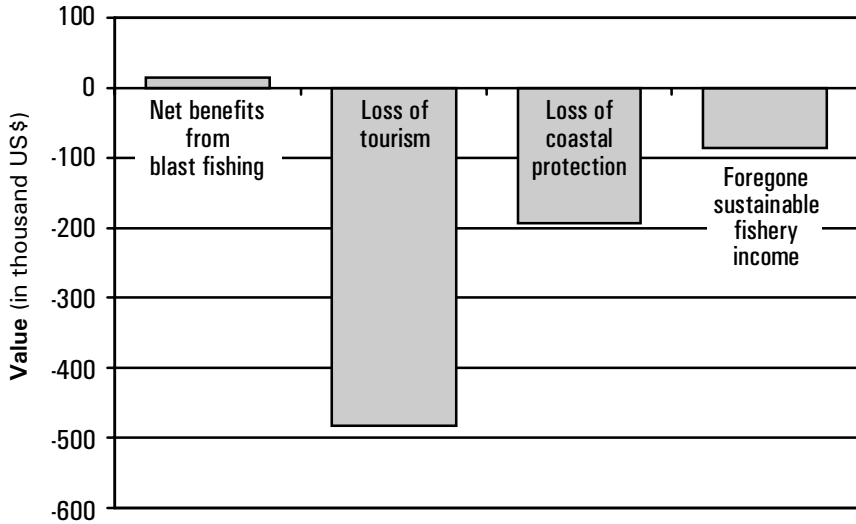 100
0
-100
-200
-300
-400
-500
-600
Value (in thousand US$)
Net benefits
from
blast fishing
Loss of
tourism
Loss of
coastal
protection
Foregone
sustainable
fishery
income